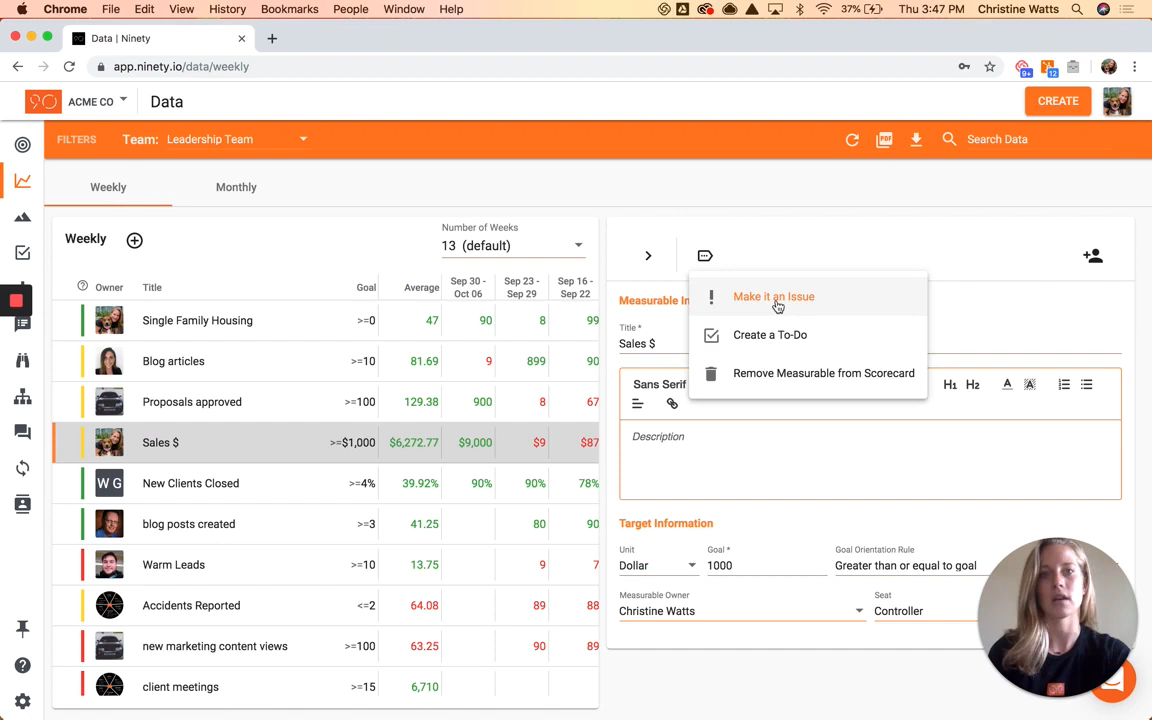 Chrome File Edit View History Bookmarks People Window Help 37% Thu 3:47 PM Christine Watts
Data | Ninety
app.ninety.io/data/weekly
9+ 12
90 ACME CO Data CREATE
FILTERS Team: Leadership Team PDF Search Data
Weekly Monthly
Weekly
Number of Weeks
13 (default)
Owner Title Goal Average Sep 30 - Oct 06 Sep 23 - Sep 29 Sep 16 - Sep 22
Single Family Housing >=0 47 90 8 99
Blog articles >=10 81.69 9 899 90
Proposals approved >=100 129.38 900 8 67
Sales $ >=$1,000 $6,272.77 $9,000 $9 $87
W G New Clients Closed >=4% 39.92% 90% 90% 78%
blog posts created >=3 41.25 80 90
Warm Leads >=10 13.75 9 7
Accidents Reported <=2 64.08 89 88
new marketing content views >=100 63.25 90 89
client meetings >=15 6,710
Make it an Issue
Create a To-Do
Remove Measurable from Scorecard
Measurable In
Title *
Sales $
Sans Serif H1 H2 A A
Description
Target Information
Unit Goal * Goal Orientation Rule
Dollar 1000 Greater than or equal to goal
Measurable Owner Seat
Christine Watts Controller